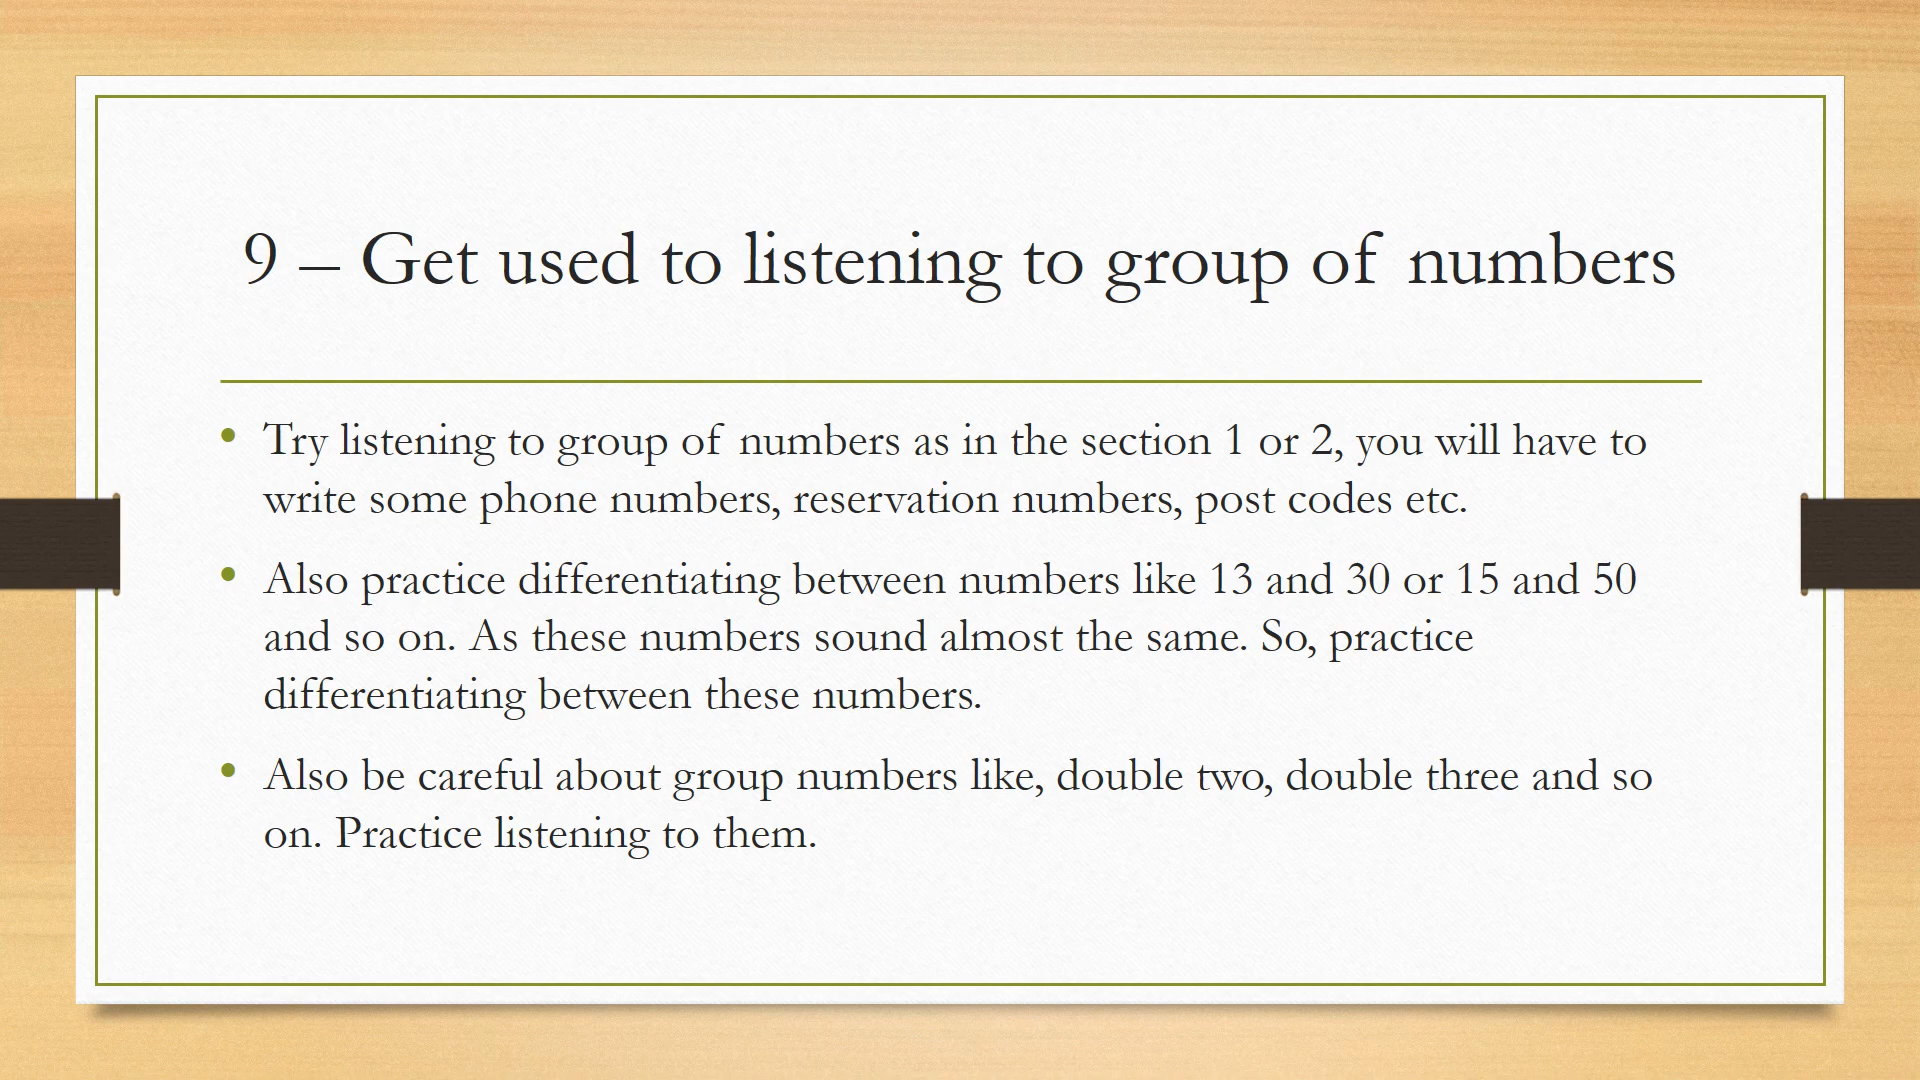 9 – Get used to listening to group of numbers
• Try listening to group of numbers as in the section 1 or 2, you will have to
write some phone numbers, reservation numbers, post codes etc.
• Also practice differentiating between numbers like 13 and 30 or 15 and 50
and so on. As these numbers sound almost the same. So, practice
differentiating between these numbers.
• Also be careful about group numbers like, double two, double three and so
on. Practice listening to them.